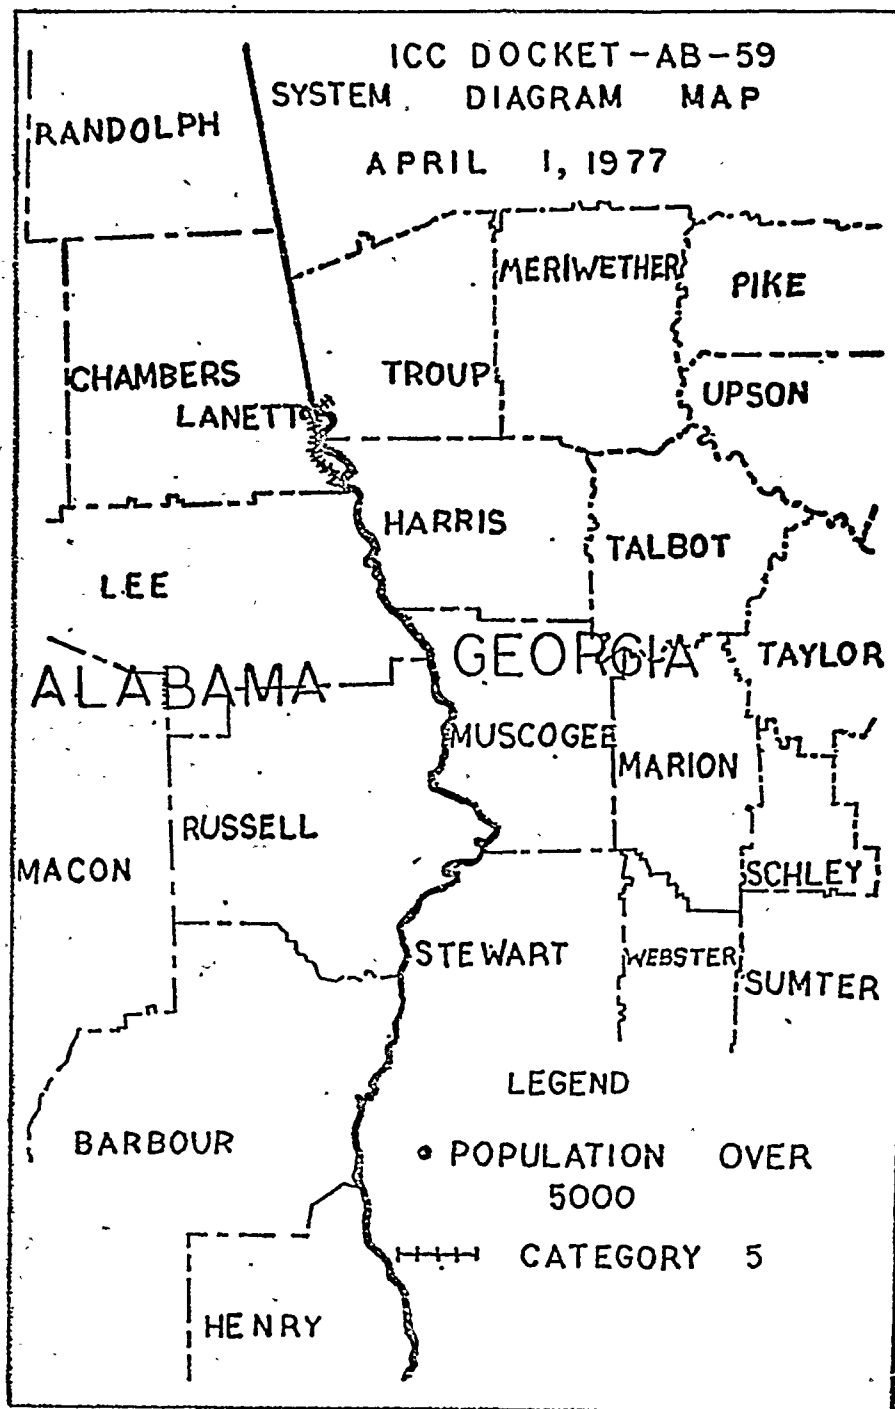 ICC DOCKET-AB-59
SYSTEM DIAGRAM MAP
APRIL 1, 1977
RANDOLPH
MERIWETHER
PIKE
CHAMBERS
TROUP
UPSON
LANETT
HARRIS
TALBOT
LEE
GEORGIA
TAYLOR
ALABAMA
MUSCOGEE
MARION
RUSSELL
MACON
SCHLEY
STEWART
WEBSTER
SUMTER
LEGEND
BARBOUR
POPULATION OVER
5000
CATEGORY 5
HENRY